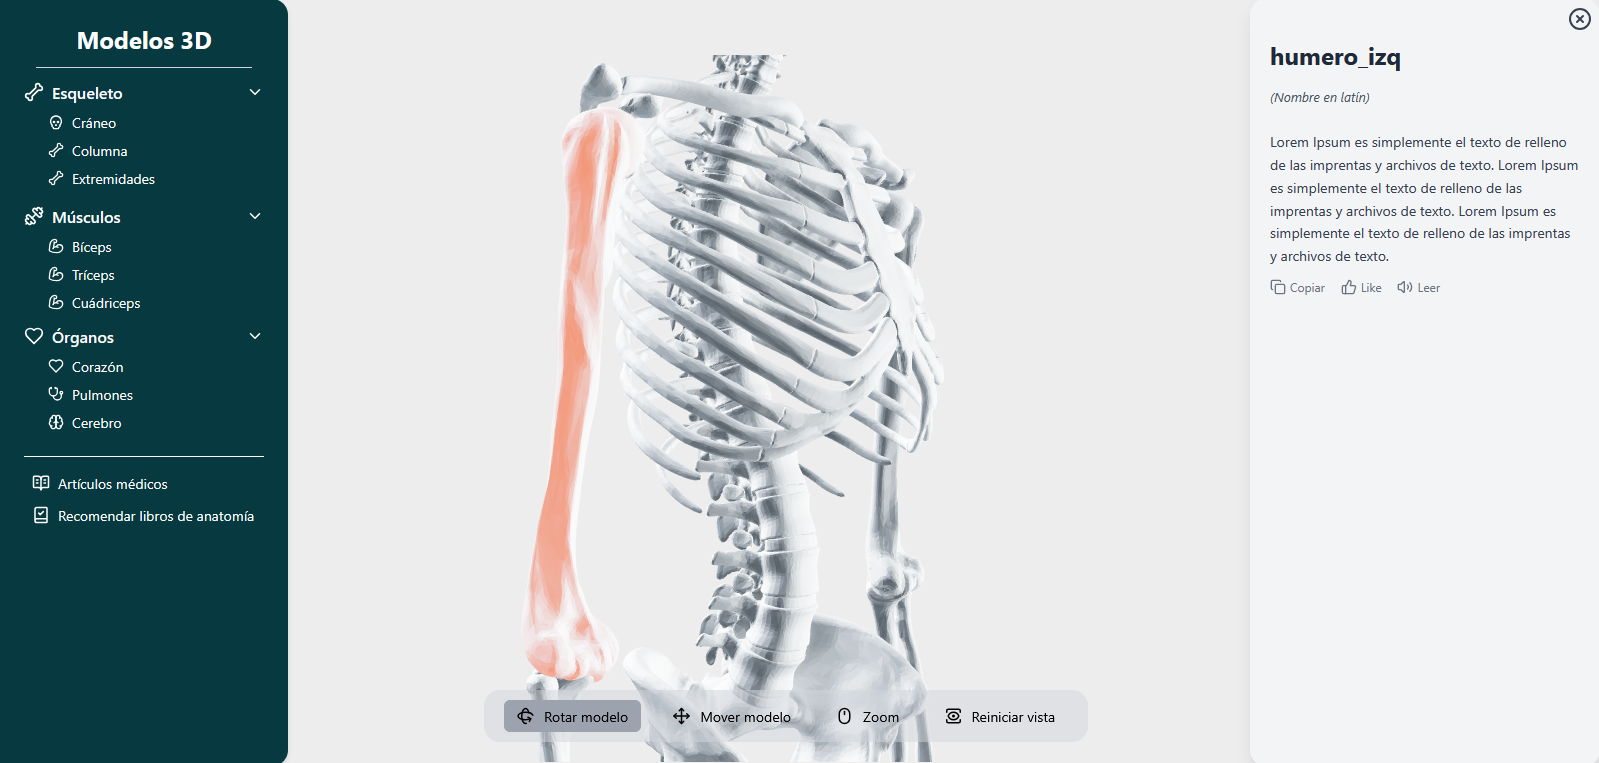 Modelos 3D
Esqueleto
Cráneo
Columna
Extremidades
Músculos
Bíceps
Tríceps
Cuádriceps
Órganos
Corazón
Pulmones
Cerebro
Artículos médicos
Recomendar libros de anatomía
Rotar modelo
Mover modelo
Zoom
Reiniciar vista
humero_izq
(Nombre en latín)
Lorem Ipsum es simplemente el texto de relleno
de las imprentas y archivos de texto. Lorem Ipsum
es simplemente el texto de relleno de las
imprentas y archivos de texto. Lorem Ipsum es
simplemente el texto de relleno de las imprentas
y archivos de texto.
Copiar Like Leer